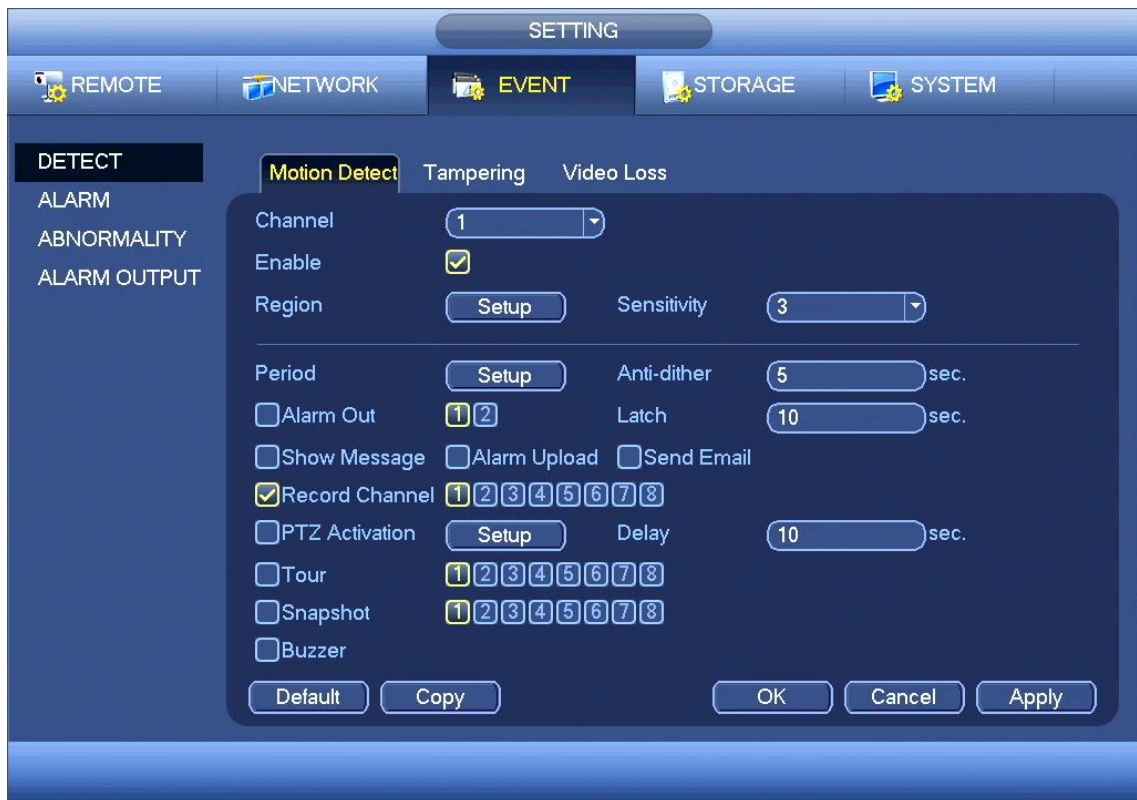 SETTING
REMOTE NETWORK EVENT STORAGE SYSTEM
DETECT
ALARM
ABNORMALITY
ALARM OUTPUT
Motion Detect Tampering Video Loss
Channel 1
Enable
Region Setup Sensitivity 3
Period Setup Anti-dither 5 sec.
Alarm Out 1 2 Latch 10 sec.
Show Message Alarm Upload Send Email
Record Channel 1 2 3 4 5 6 7 8
PTZ Activation Setup Delay 10 sec.
Tour 1 2 3 4 5 6 7 8
Snapshot 1 2 3 4 5 6 7 8
Buzzer
Default Copy OK Cancel Apply